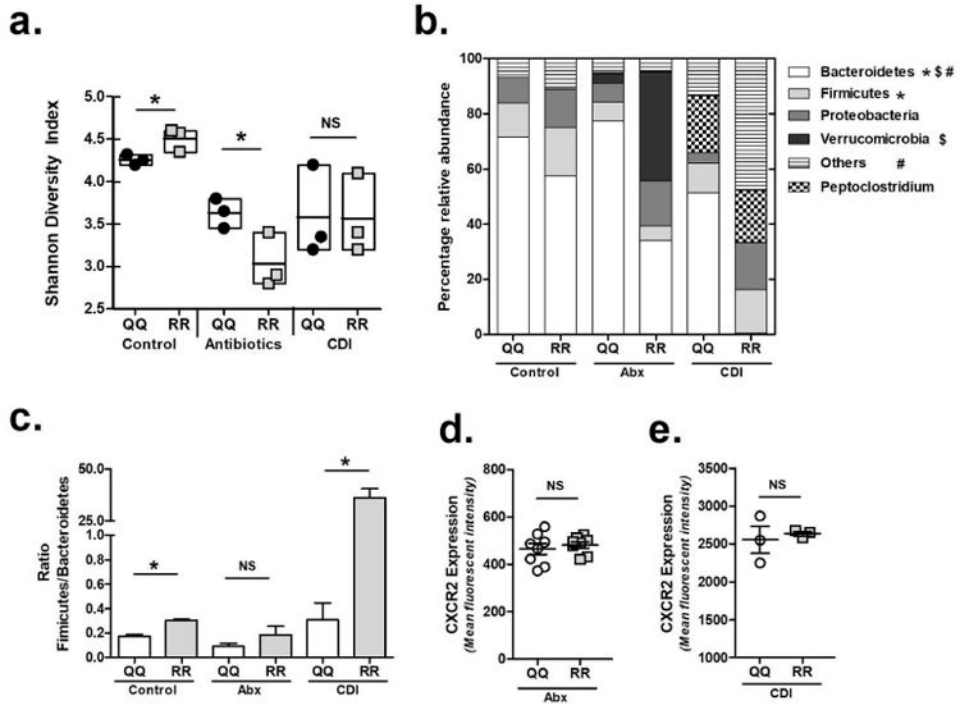 a.
Shannon Diversity Index
5.0
4.5
4.0
3.5
3.0
2.5
*
*
NS
QQ RR QQ RR QQ RR
Control Antibiotics CDI
b.
Percentage relative abundance
100
80
60
40
20
0
QQ RR QQ RR QQ RR
Control Abx CDI
Bacteroidetes * $ #
Firmicutes *
Proteobacteria
Verrucomicrobia $
Others #
Peptoclostridium
c.
Ratio
Fimicutes/Bacteroidetes
50.0
25.0
1.0
0.8
0.6
0.4
0.2
0.0
*
NS
*
QQ RR QQ RR QQ RR
Control Abx CDI
d.
CXCR2 Expression
(Mean fluorescent intensity)
800
600
400
200
0
NS
QQ RR
Abx
e.
CXCR2 Expression
(Mean fluorescent intensity)
3500
3000
2500
2000
1500
1000
NS
QQ RR
CDI